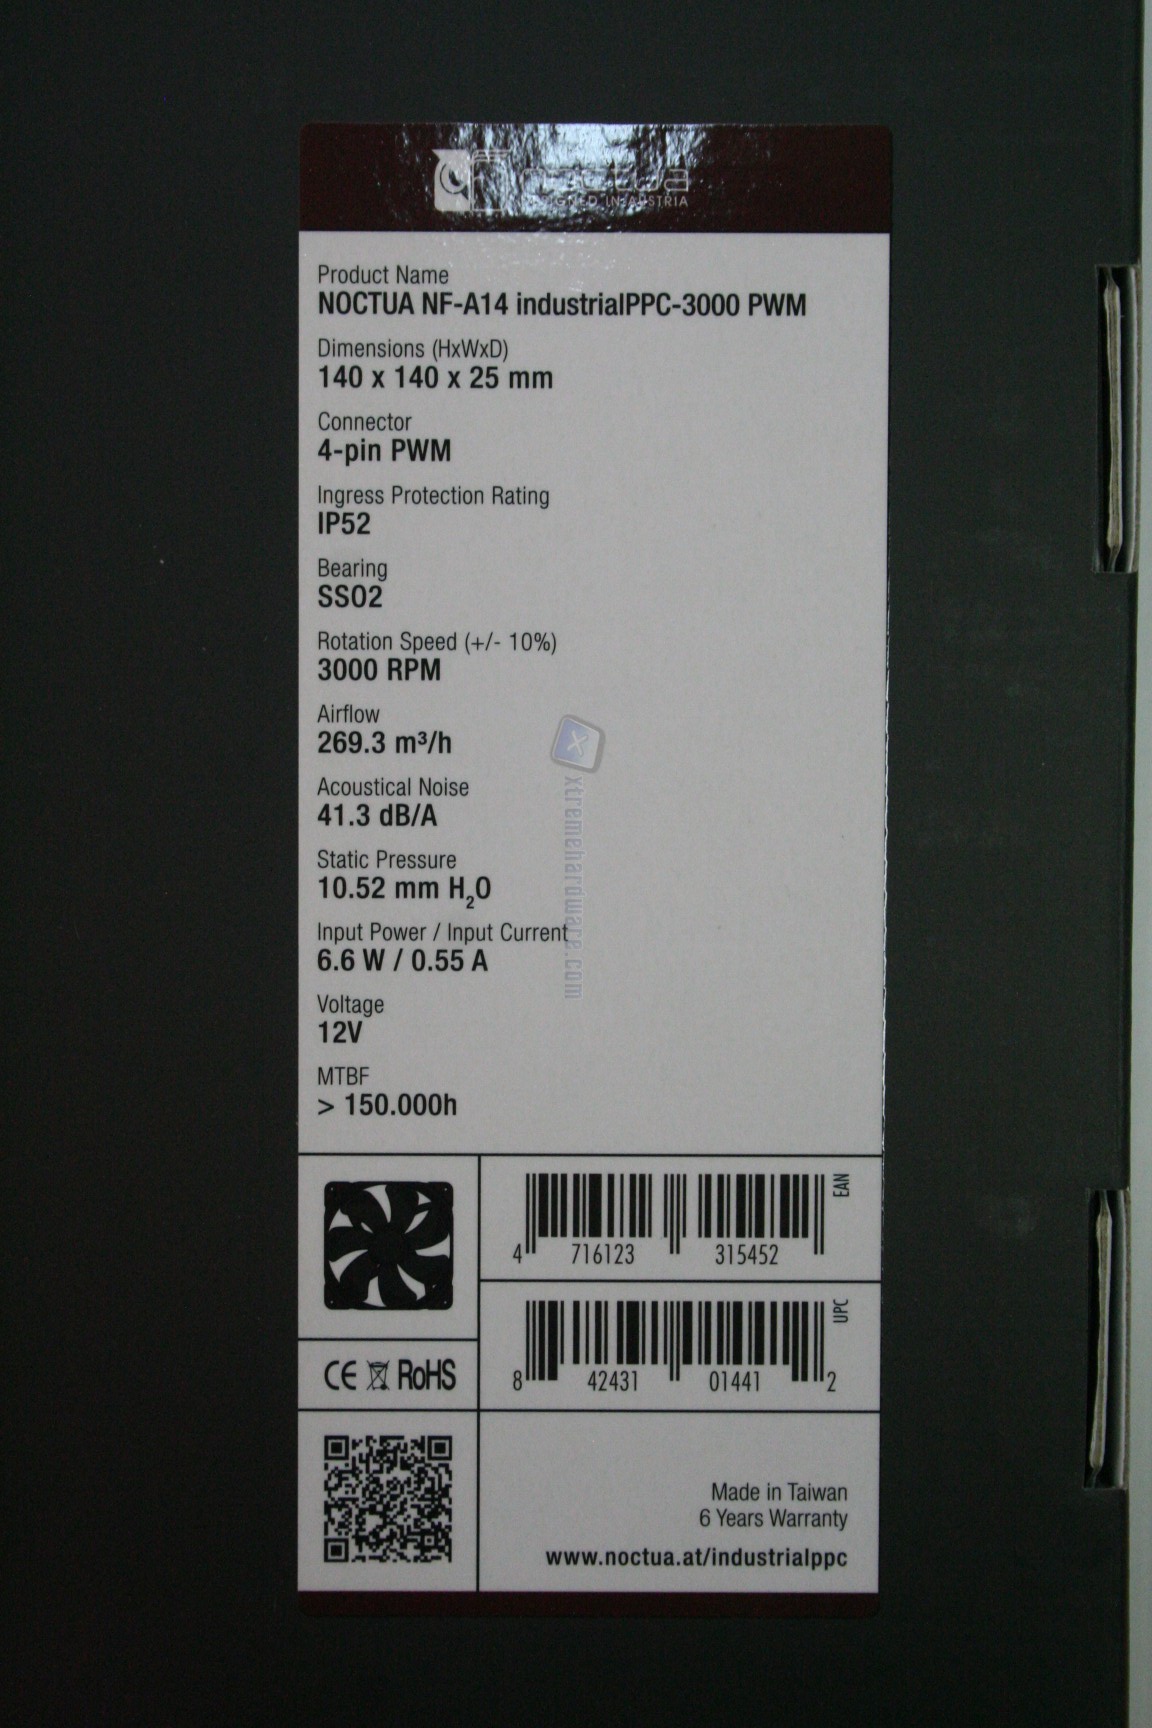 noctua
DESIGNED IN AUSTRIA
Product Name
NOCTUA NF-A14 industrialPPC-3000 PWM
Dimensions (HxWxD)
140 x 140 x 25 mm
Connector
4-pin PWM
Ingress Protection Rating
IP52
Bearing
SSO2
Rotation Speed (+/- 10%)
3000 RPM
Airflow
269.3 m³/h
Acoustical Noise
41.3 dB/A
Static Pressure
10.52 mm H₂O
Input Power / Input Current
6.6 W / 0.55 A
Voltage
12V
MTBF
> 150.000h
xtremehardware.com
EAN
4 716123 315452
UPC
8 42431 01441 2
CE RoHS
Made in Taiwan
6 Years Warranty
www.noctua.at/industrialppc